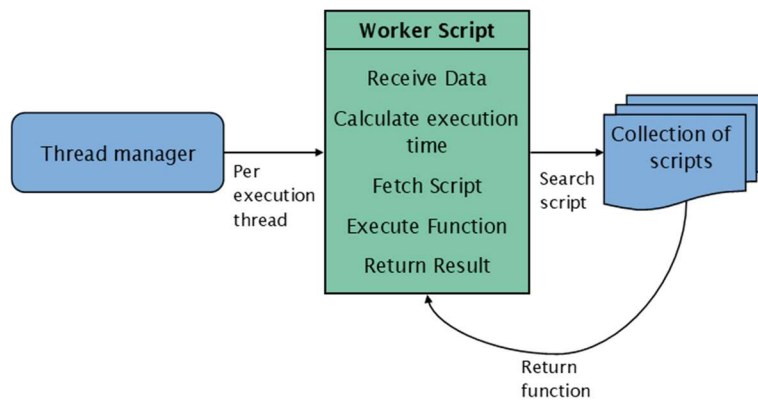 Worker Script
Receive Data
Calculate execution
time
Fetch Script
Execute Function
Return Result
Thread manager
Per
execution
thread
Search
script
Collection of
scripts
Return
function